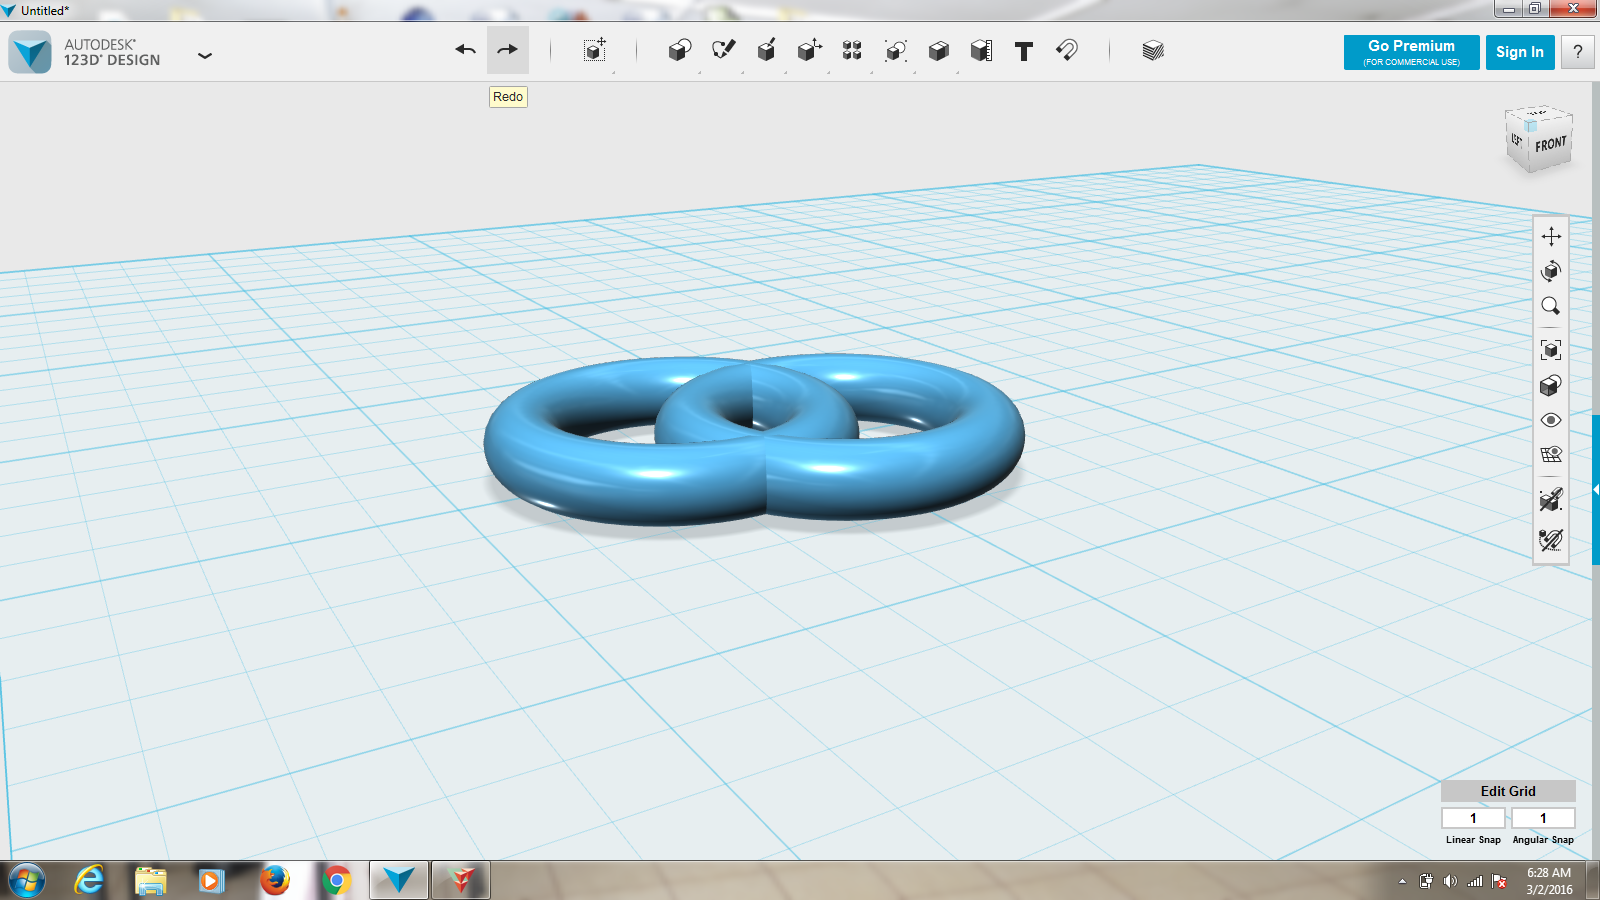 Untitled*
AUTODESK®
123D® DESIGN
T
Go Premium
(FOR COMMERCIAL USE)
Sign In
?
Redo
FRONT
Edit Grid
1
1
Linear Snap
Angular Snap
6:28 AM
3/2/2016